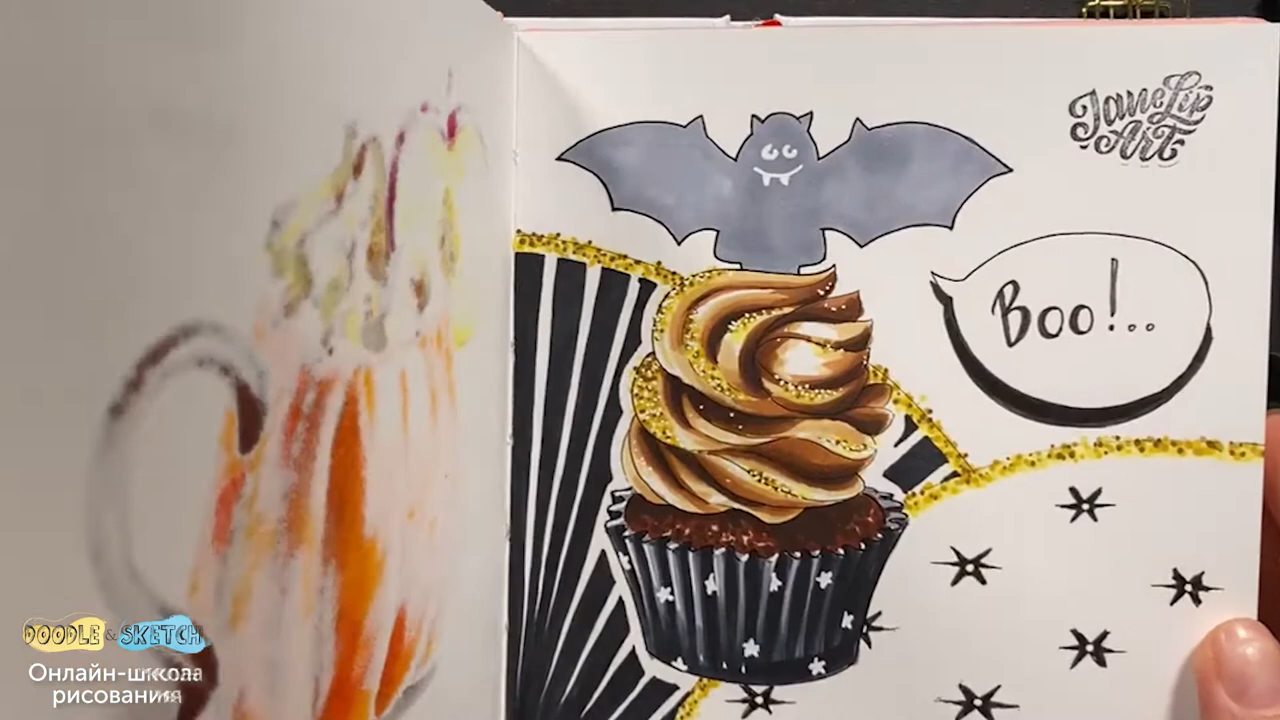 Jane Lip
Art
Boo!...
DOODLE & SKETCH
Онлайн-школа
рисования